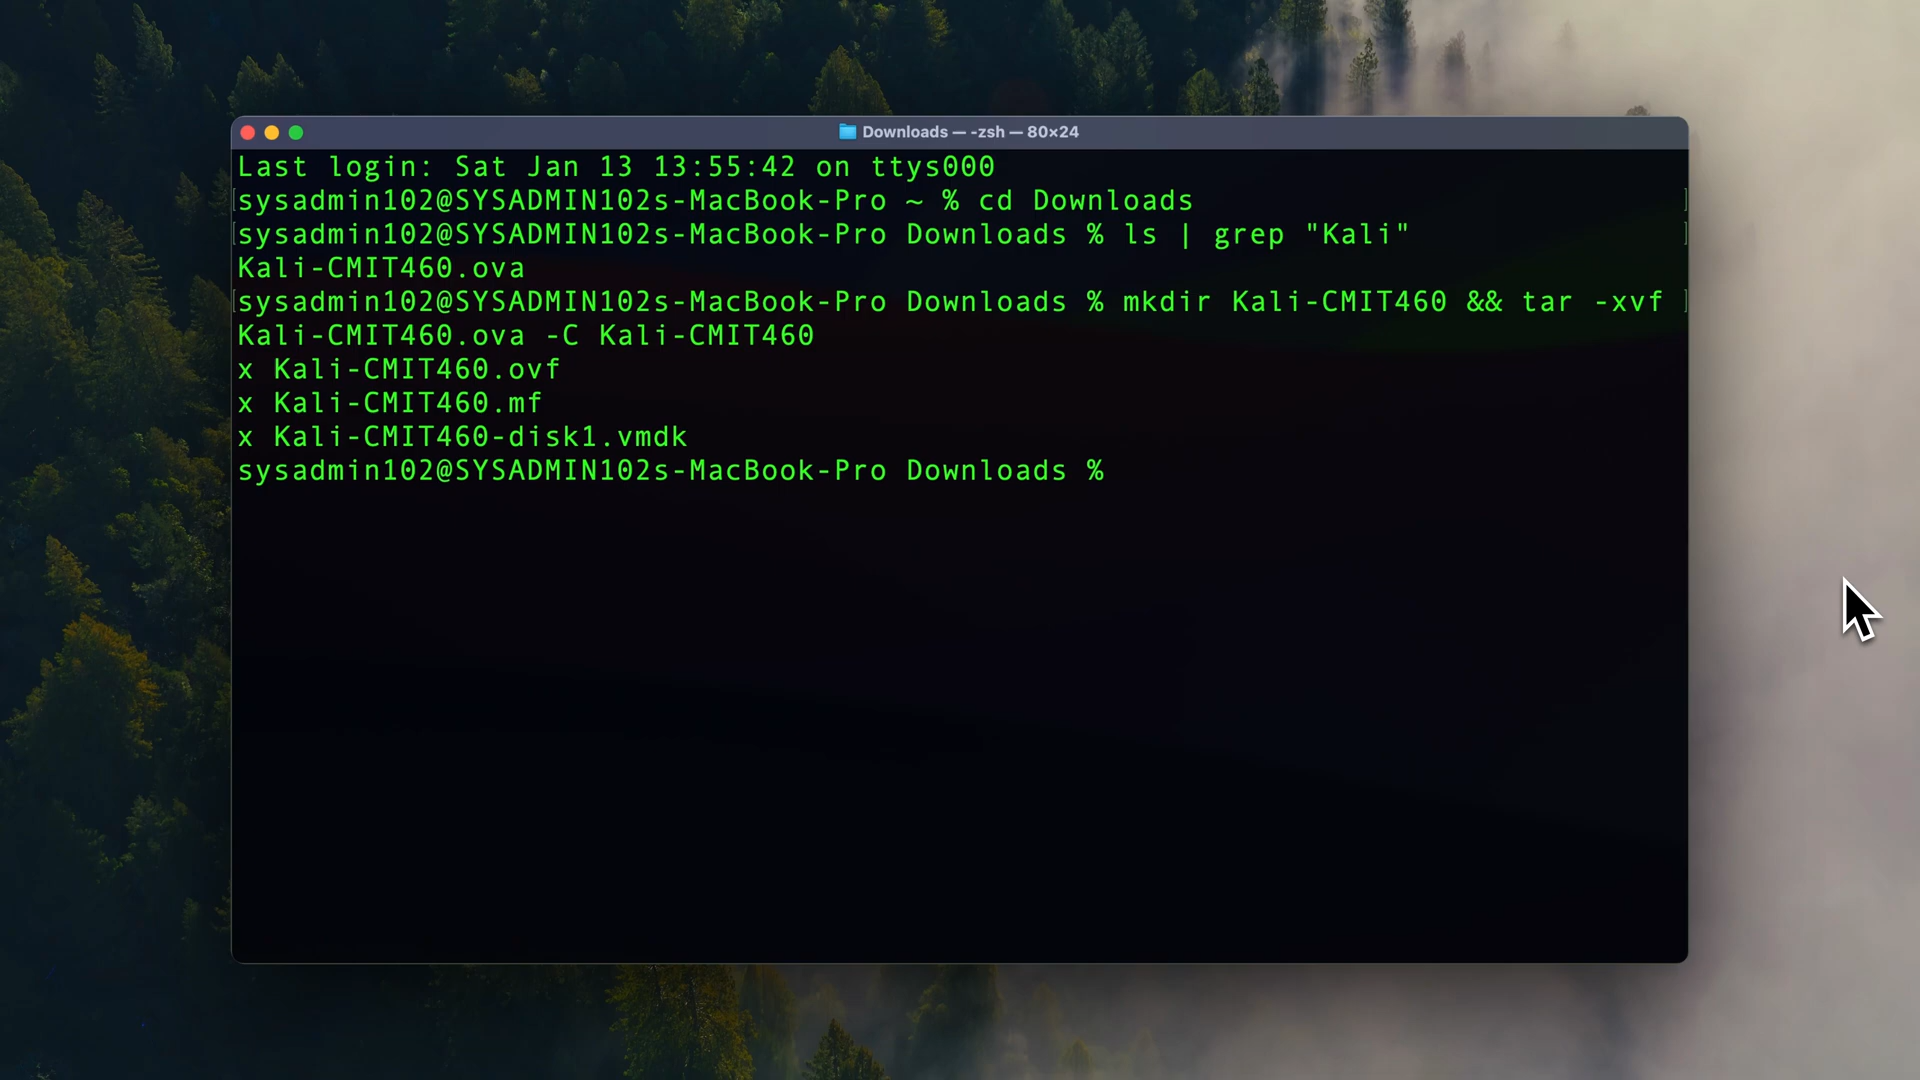 Downloads — -zsh — 80×24
Last login: Sat Jan 13 13:55:42 on ttys000
sysadmin102@SYSADMIN102s-MacBook-Pro ~ % cd Downloads
sysadmin102@SYSADMIN102s-MacBook-Pro Downloads % ls | grep "Kali"
Kali-CMIT460.ova
sysadmin102@SYSADMIN102s-MacBook-Pro Downloads % mkdir Kali-CMIT460 && tar -xvf
Kali-CMIT460.ova -C Kali-CMIT460
x Kali-CMIT460.ovf
x Kali-CMIT460.mf
x Kali-CMIT460-disk1.vmdk
sysadmin102@SYSADMIN102s-MacBook-Pro Downloads %